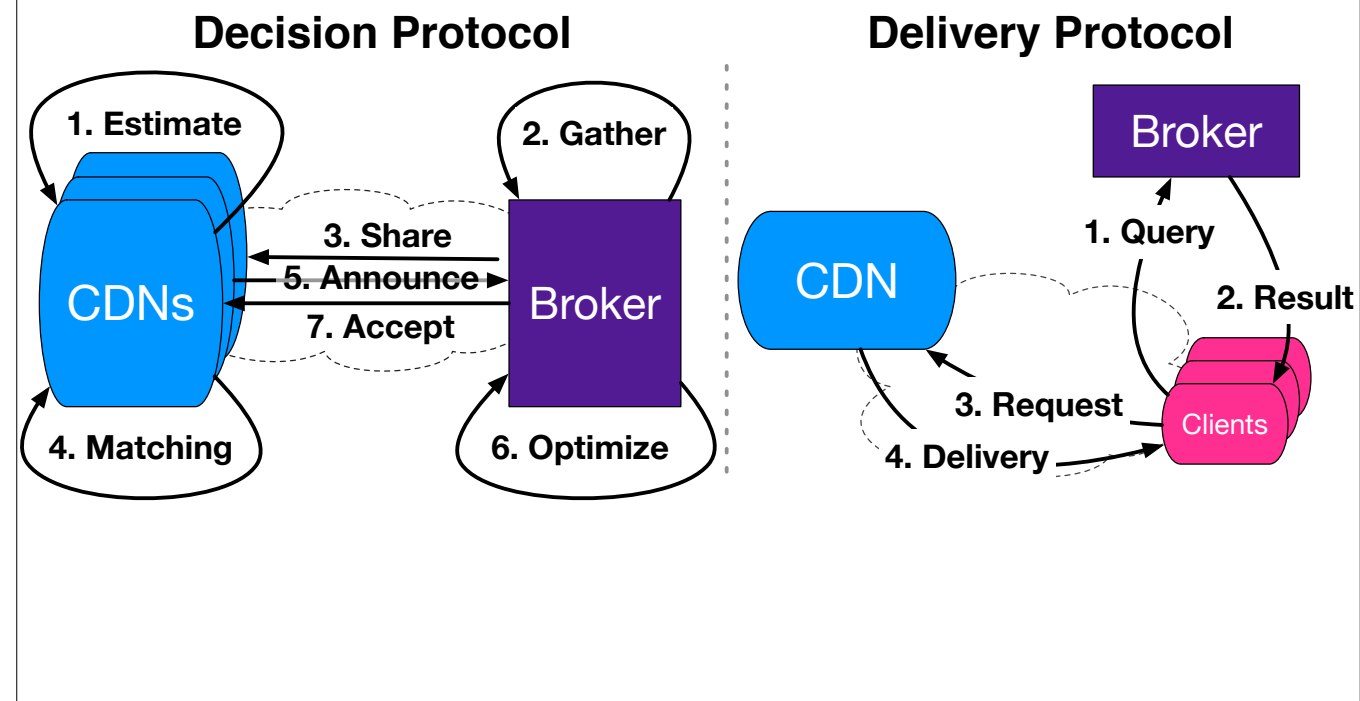 Decision Protocol
1. Estimate
2. Gather
3. Share
5. Announce
7. Accept
CDNs
Broker
4. Matching
6. Optimize
Delivery Protocol
Broker
1. Query
CDN
2. Result
3. Request
Clients
4. Delivery